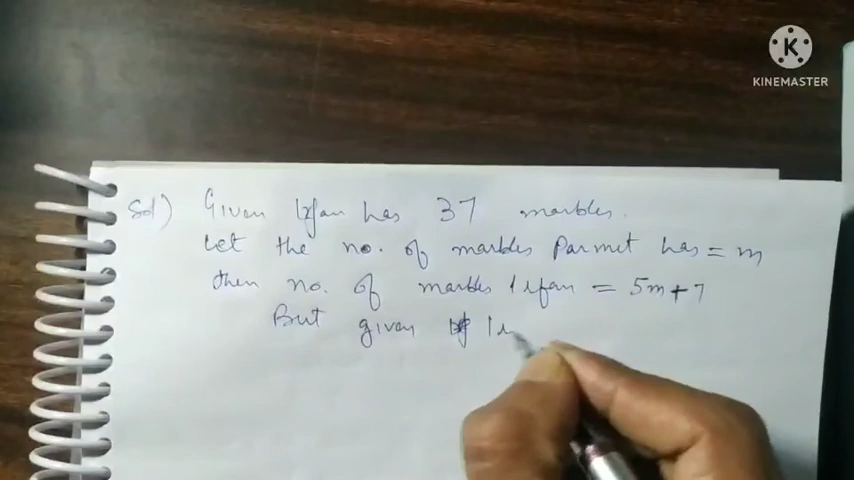 KINEMASTER
Sol) Given Irfan has 37 marbles.
Let the no. of marbles Parmit has = m
then no. of marbles Irfan = 5m+7
But given